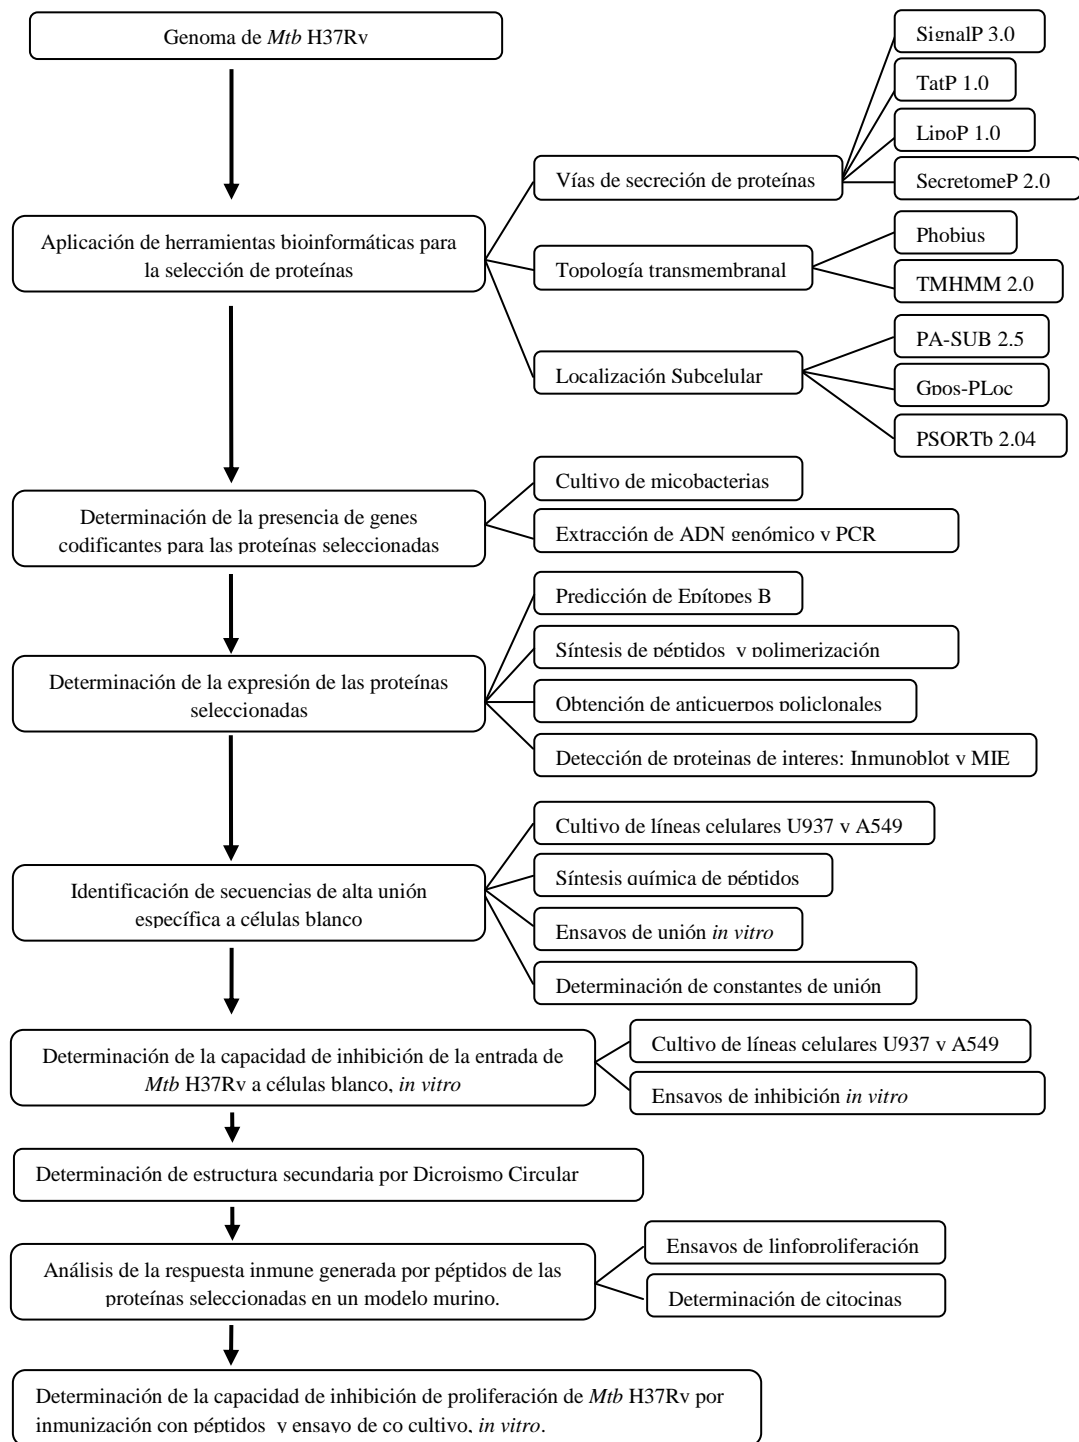 Genoma de Mtb H37Rv
SignalP 3.0
TatP 1.0
LipoP 1.0
Vías de secreción de proteínas
SecretomeP 2.0
Aplicación de herramientas bioinformáticas para
la selección de proteínas
Phobius
Topología transmembranal
TMHMM 2.0
PA-SUB 2.5
Localización Subcelular
Gpos-PLoc
PSORTb 2.04
Cultivo de micobacterias
Determinación de la presencia de genes
codificantes para las proteínas seleccionadas
Extracción de ADN genómico y PCR
Predicción de Epítopes B
Síntesis de péptidos y polimerización
Determinación de la expresión de las proteínas
seleccionadas
Obtención de anticuerpos policlonales
Detección de proteinas de interes: Inmunoblot y MIE
Cultivo de líneas celulares U937 y A549
Síntesis química de péptidos
Identificación de secuencias de alta unión
específica a células blanco
Ensayos de unión in vitro
Determinación de constantes de unión
Determinación de la capacidad de inhibición de la entrada de
Mtb H37Rv a células blanco, in vitro
Cultivo de líneas celulares U937 y A549
Ensayos de inhibición in vitro
Determinación de estructura secundaria por Dicroismo Circular
Análisis de la respuesta inmune generada por péptidos de las
proteínas seleccionadas en un modelo murino.
Ensayos de linfoproliferación
Determinación de citocinas
Determinación de la capacidad de inhibición de proliferación de Mtb H37Rv por
inmunización con péptidos y ensayo de co cultivo, in vitro.